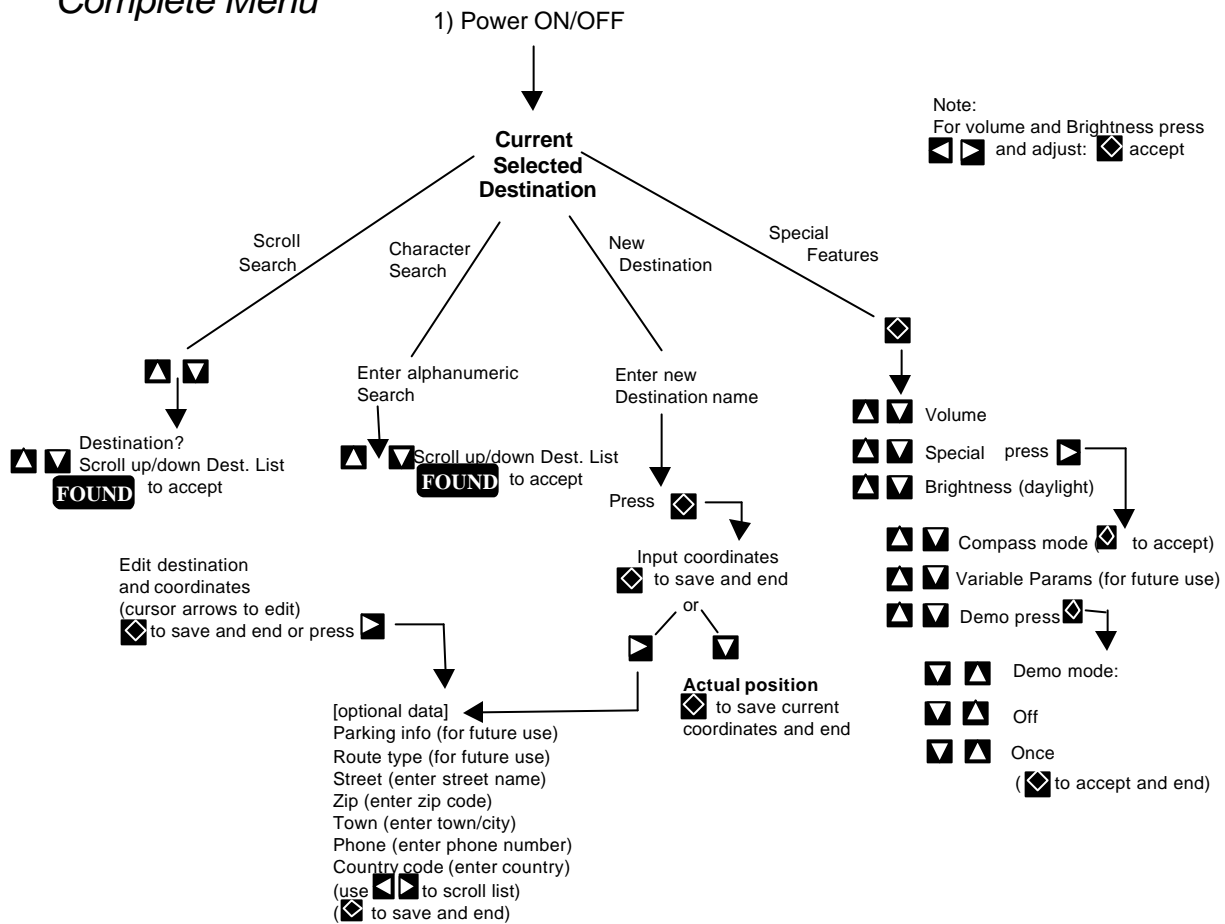 Complete Menu
1) Power ON/OFF
Note:
For volume and Brightness press
and adjust: accept
Current
Selected
Destination
Scroll
Search
Character
Search
New
Destination
Special
Features
Destination?
Scroll up/down Dest. List
FOUND to accept
Enter alphanumeric
Search
Scroll up/down Dest. List
FOUND to accept
Enter new
Destination name
Press
Input coordinates
to save and end
or
Actual position
to save current
coordinates and end
Volume
Special press
Brightness (daylight)
Compass mode ( to accept)
Variable Params (for future use)
Demo press
Demo mode:
Off
Once
( to accept and end)
Edit destination
and coordinates
(cursor arrows to edit)
to save and end or press
[optional data]
Parking info (for future use)
Route type (for future use)
Street (enter street name)
Zip (enter zip code)
Town (enter town/city)
Phone (enter phone number)
Country code (enter country)
(use to scroll list)
( to save and end)